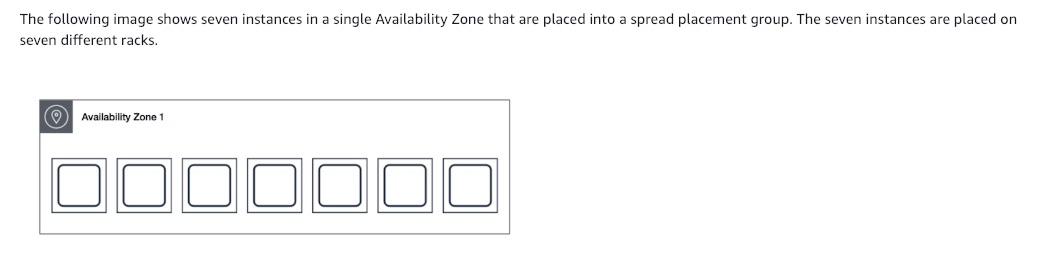 The following image shows seven instances in a single Availability Zone that are placed into a spread placement group. The seven instances are placed on
seven different racks.
Availability Zone 1